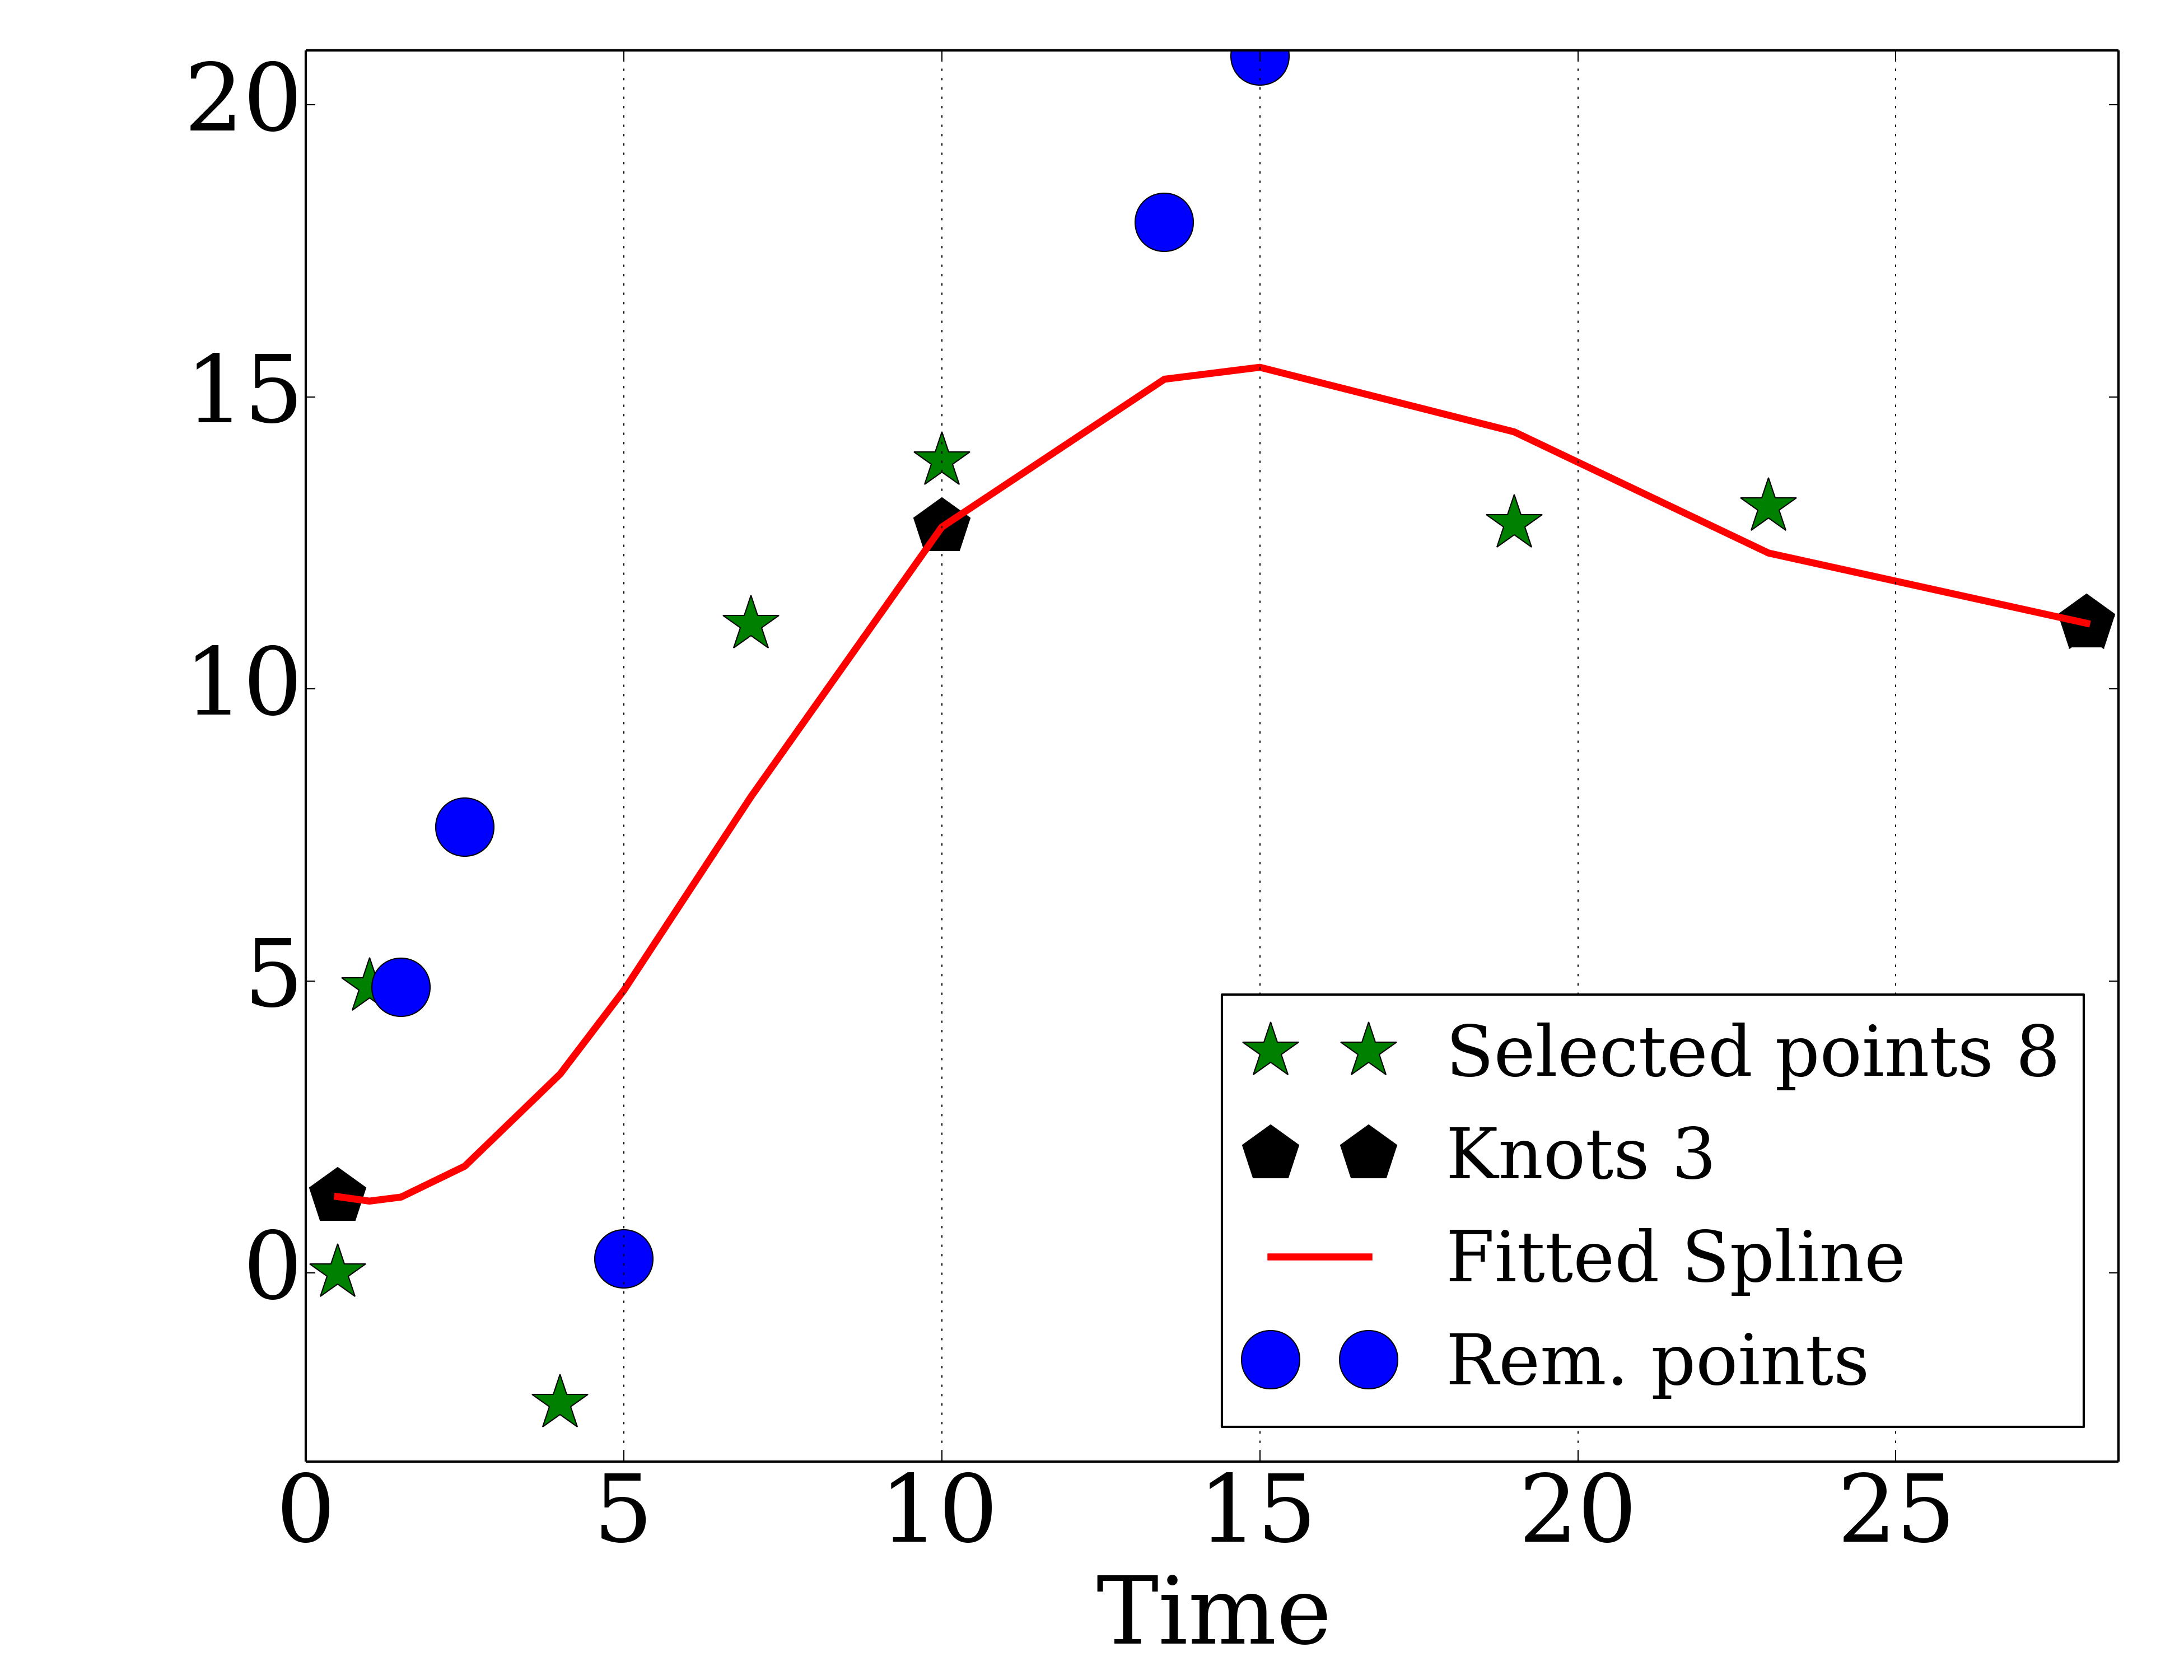 20
15
10
5
0
0 5 10 15 20 25
Time
Selected points 8
Knots 3
Fitted Spline
Rem. points